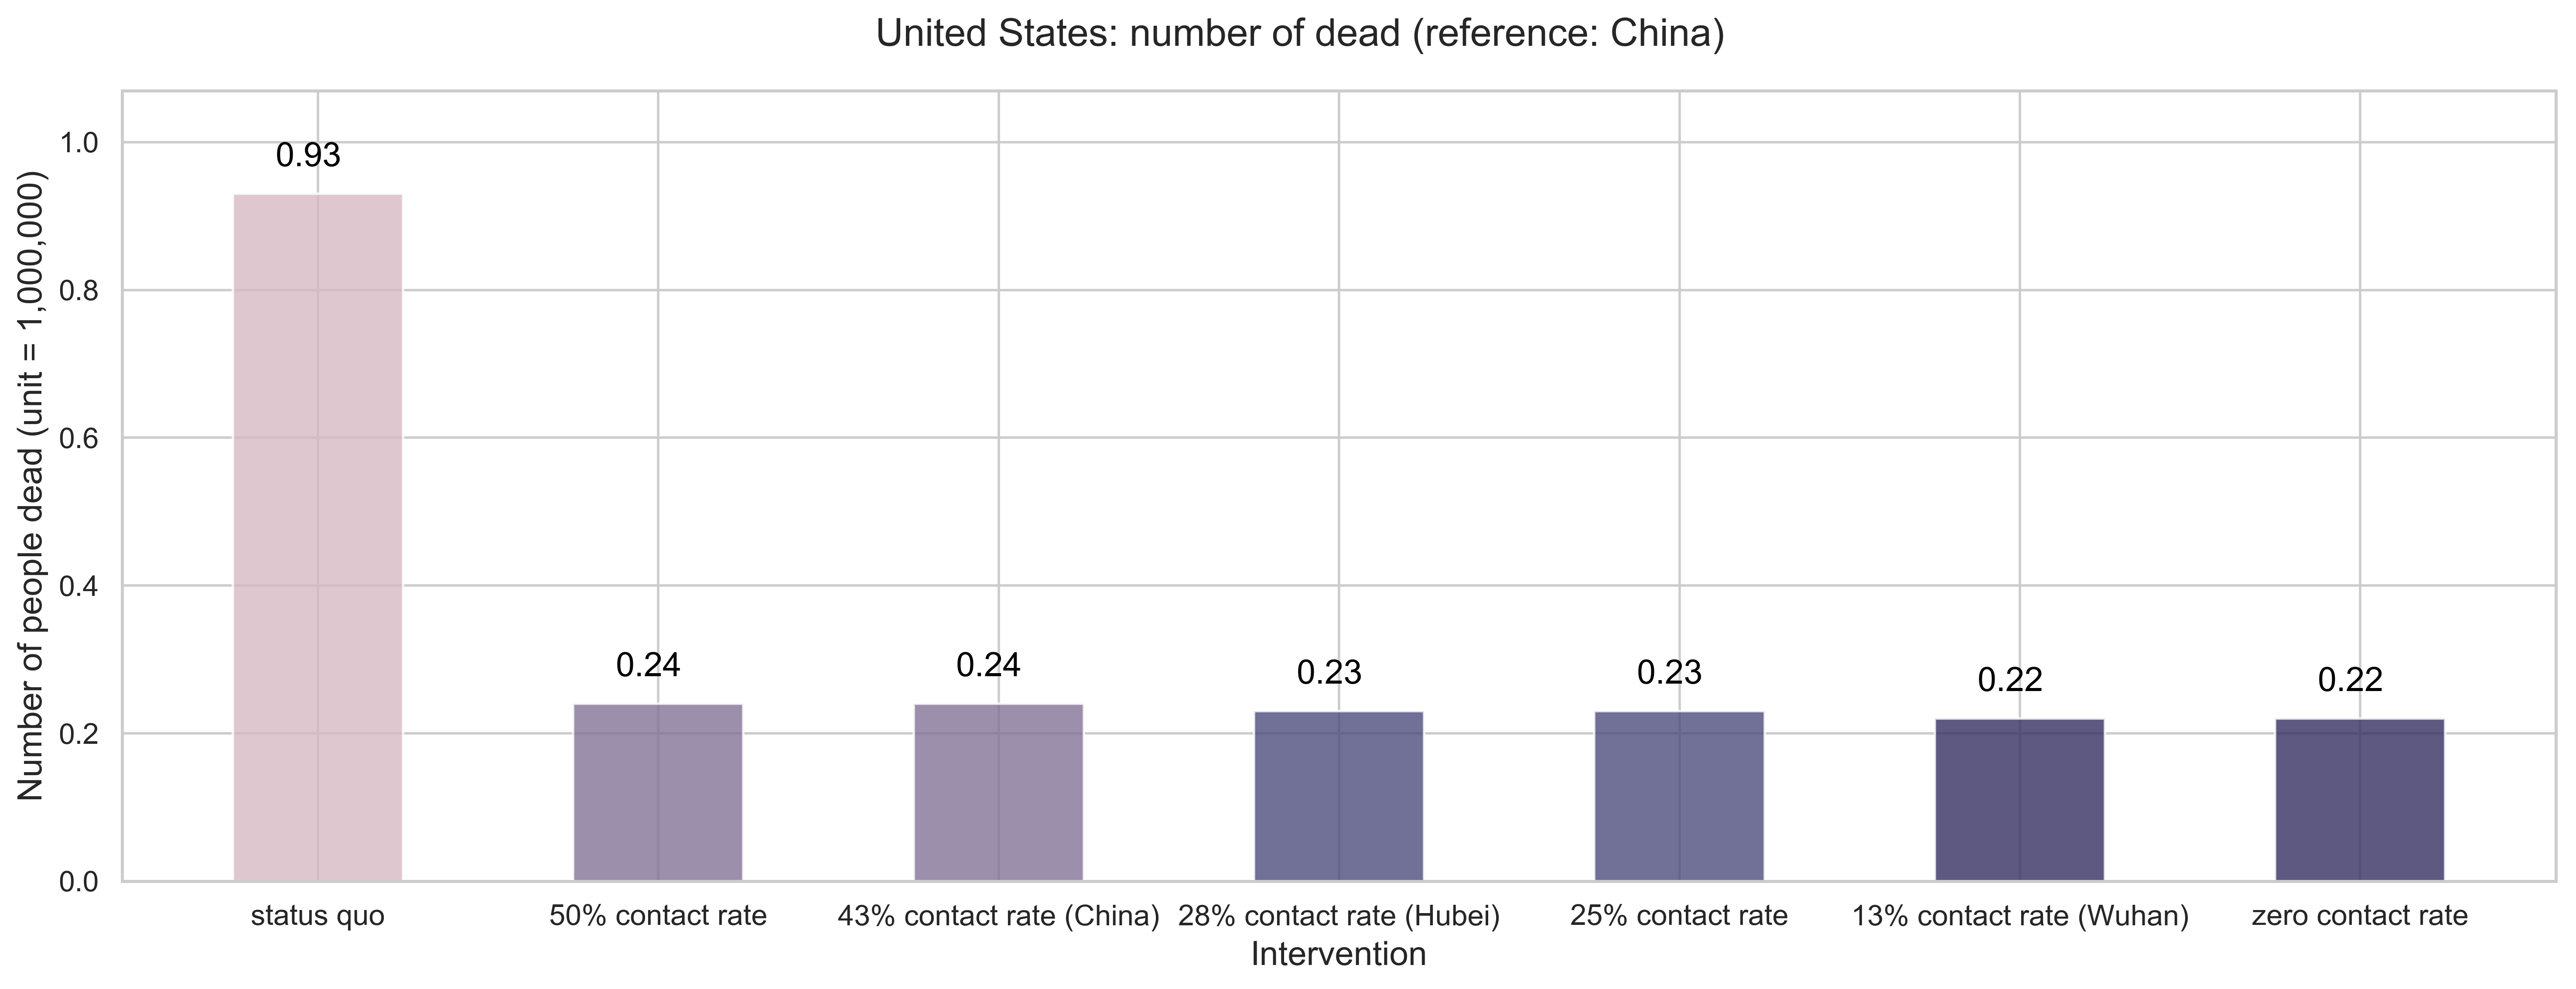 United States: number of dead (reference: China)
Number of people dead (unit = 1,000,000)
1.0
0.8
0.6
0.4
0.2
0.0
0.93
0.24
0.24
0.23
0.23
0.22
0.22
status quo
50% contact rate
43% contact rate (China)
28% contact rate (Hubei)
25% contact rate
13% contact rate (Wuhan)
zero contact rate
Intervention